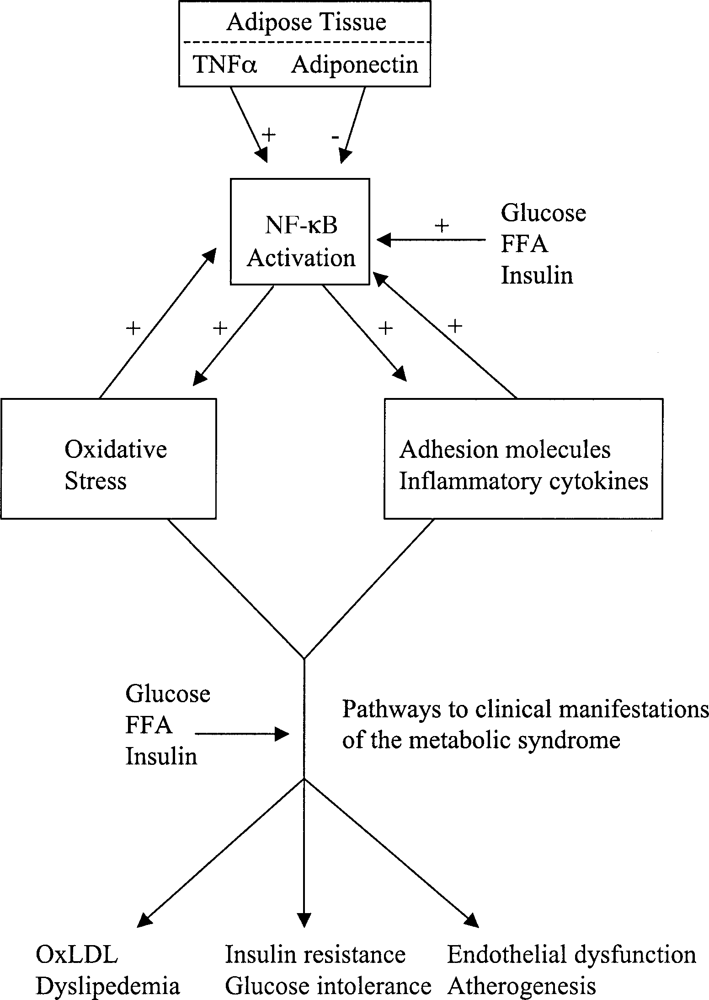 Adipose Tissue
TNFα Adiponectin
+ -
NF-κB
Activation
+
Glucose
FFA
Insulin
+ + + +
Oxidative
Stress
Adhesion molecules
Inflammatory cytokines
Glucose
FFA
Insulin
Pathways to clinical manifestations
of the metabolic syndrome
OxLDL
Dyslipedemia
Insulin resistance
Glucose intolerance
Endothelial dysfunction
Atherogenesis